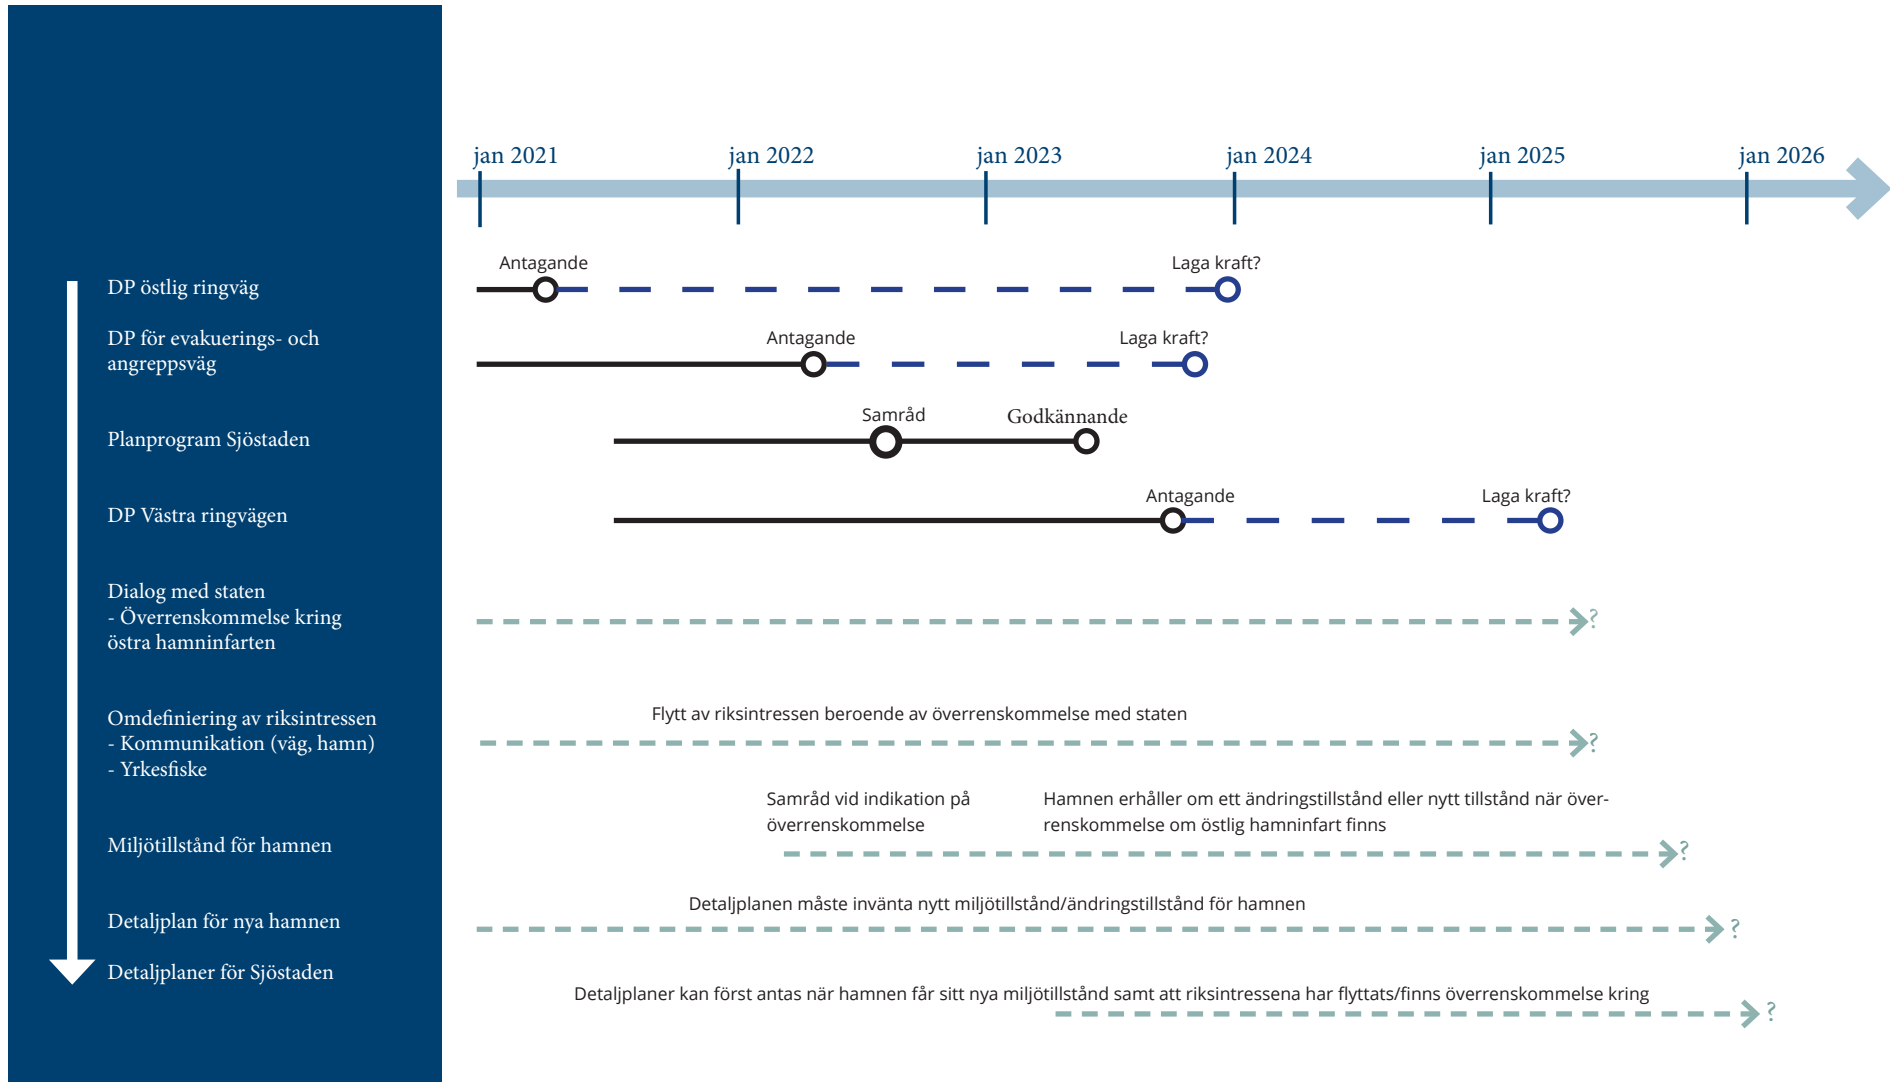 jan 2021
jan 2022
jan 2023
jan 2024
jan 2025
jan 2026
DP östlig ringväg
Antagande
Laga kraft?
DP för evakuerings- och
angreppsväg
Antagande
Laga kraft?
Planprogram Sjöstaden
Samråd
Godkännande
DP Västra ringvägen
Antagande
Laga kraft?
Dialog med staten
- Överrenskommelse kring
östra hamninfarten
?
Omdefiniering av riksintressen
- Kommunikation (väg, hamn)
- Yrkesfiske
Flytt av riksintressen beroende av överrenskommelse med staten
?
Miljötillstånd för hamnen
Samråd vid indikation på
överrenskommelse
Hamnen erhåller om ett ändringstillstånd eller nytt tillstånd när över-
renskommelse om östlig hamninfart finns
?
Detaljplan för nya hamnen
Detaljplanen måste invänta nytt miljötillstånd/ändringstillstånd för hamnen
?
Detaljplaner för Sjöstaden
Detaljplaner kan först antas när hamnen får sitt nya miljötillstånd samt att riksintressena har flyttats/finns överrenskommelse kring
?